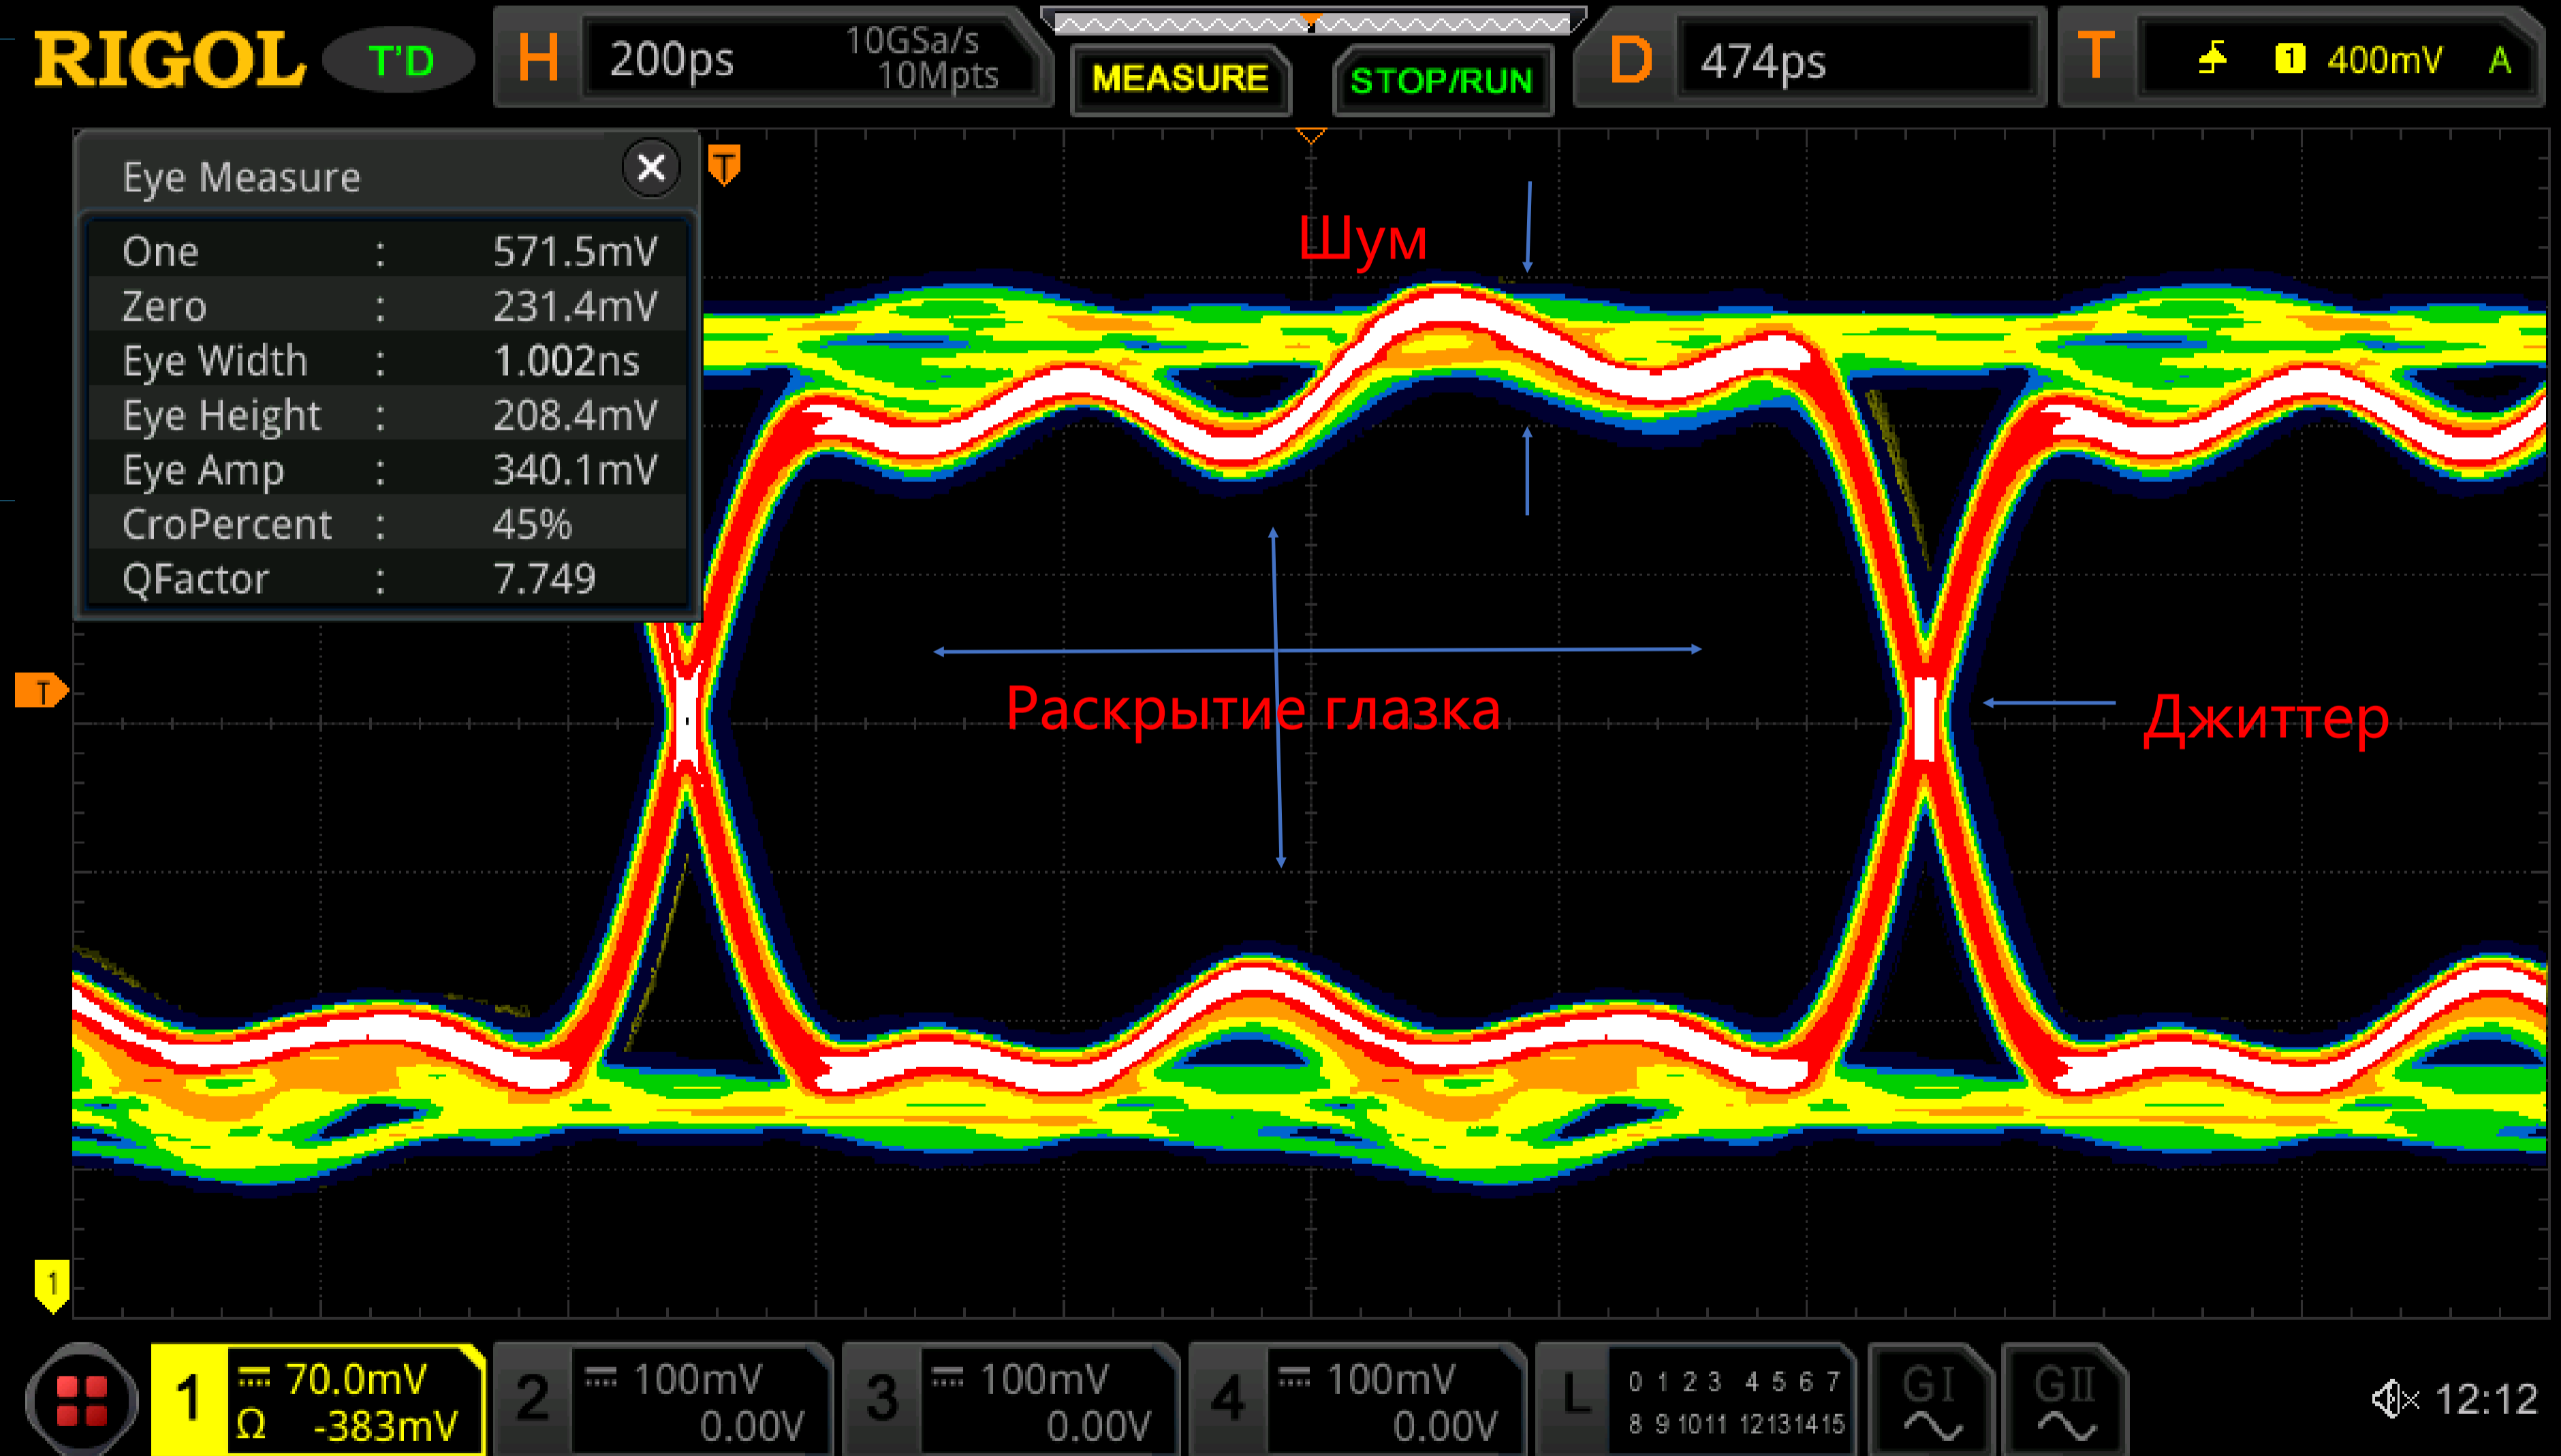 RIGOL T'D H 200ps 10GSa/s 10Mpts MEASURE STOP/RUN D 474ps T 1 400mV A
Eye Measure
T
One : 571.5mV
Zero : 231.4mV
Eye Width : 1.002ns
Eye Height : 208.4mV
Eye Amp : 340.1mV
CroPercent : 45%
QFactor : 7.749
Шум
T
Раскрытие глазка
Джиттер
1
1 70.0mV 2 100mV 3 100mV 4 100mV L 0 1 2 3 4 5 6 7 GI GII
Ω -383mV 0.00V 0.00V 0.00V 8 9 10 11 12 13 14 15 12:12